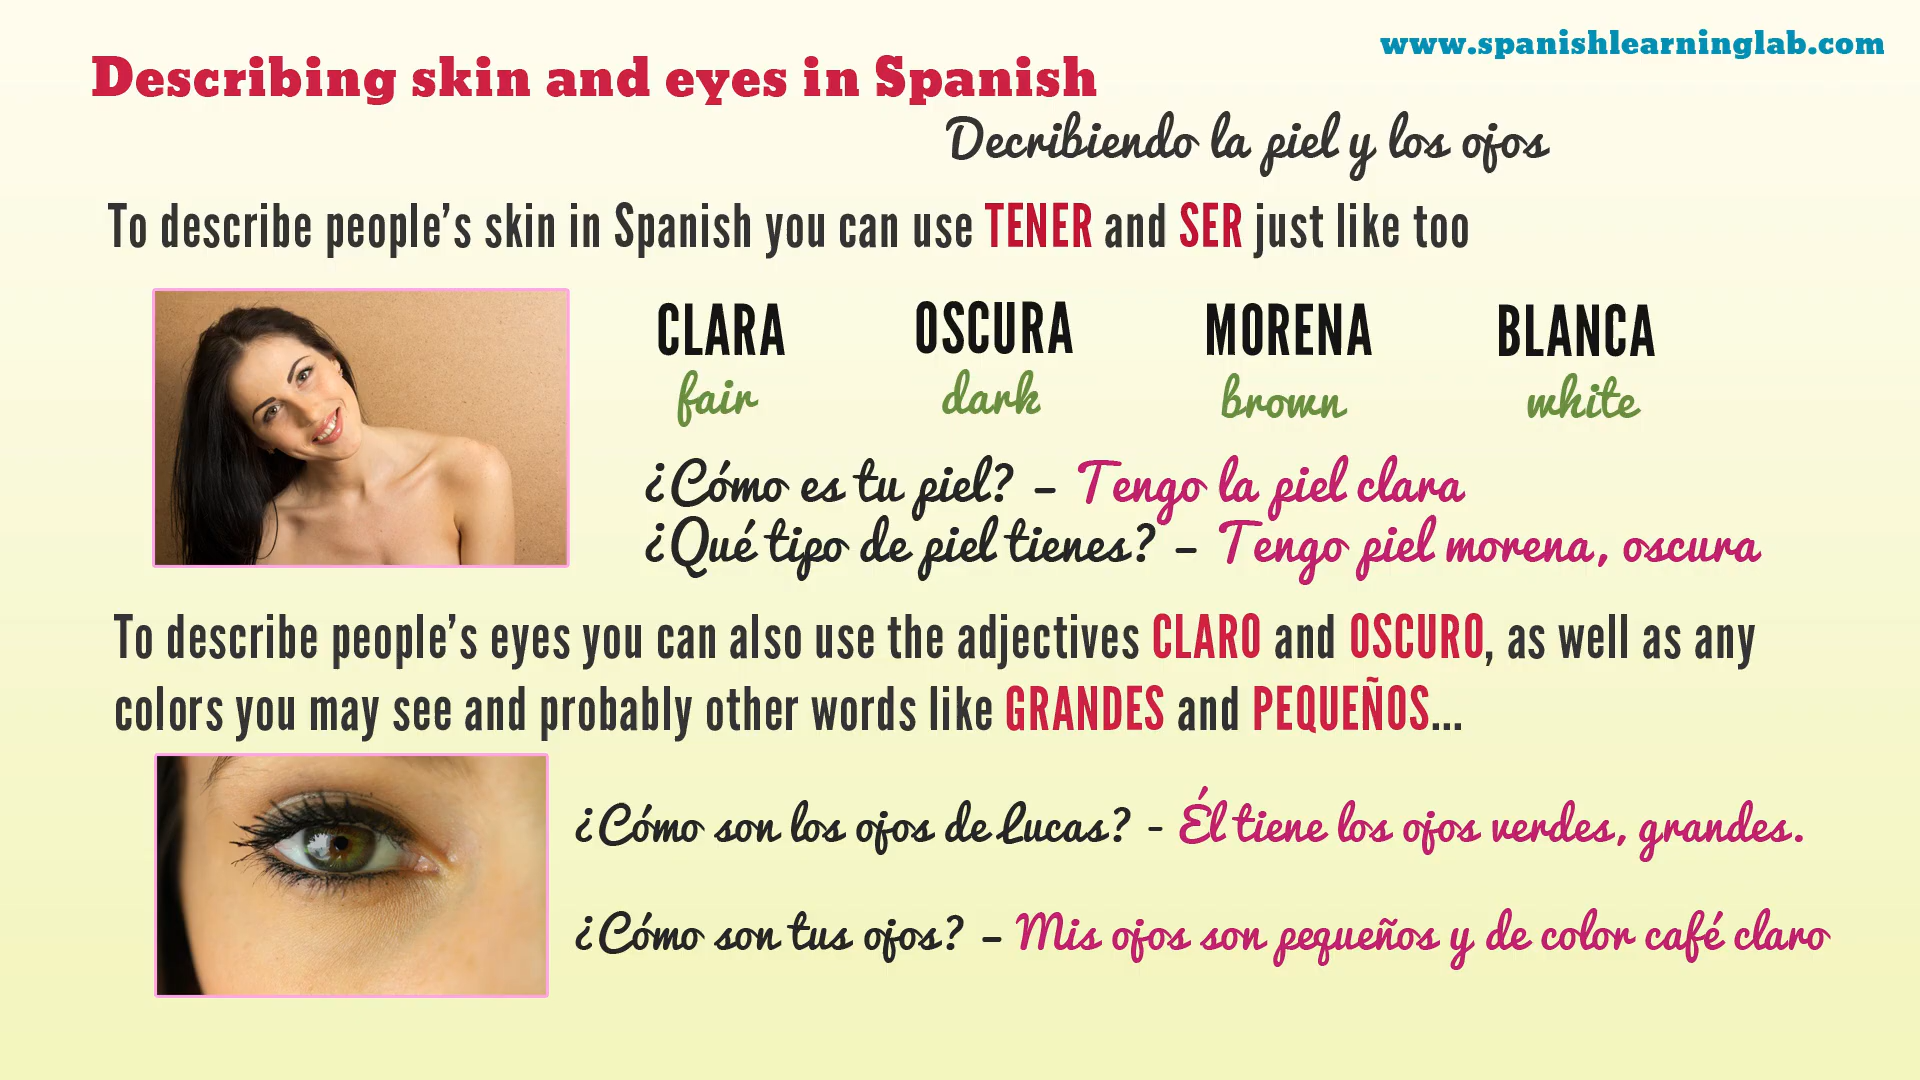 www.spanishlearninglab.com
Describing skin and eyes in Spanish
Decribiendo la piel y los ojos
To describe people's skin in Spanish you can use TENER and SER just like too
CLARA OSCURA MORENA BLANCA
fair dark brown white
¿Cómo es tu piel? – Tengo la piel clara
¿Qué tipo de piel tienes? – Tengo piel morena, oscura
To describe people's eyes you can also use the adjectives CLARO and OSCURO, as well as any
colors you may see and probably other words like GRANDES and PEQUEÑOS...
¿Cómo son los ojos de Lucas? - Él tiene los ojos verdes, grandes.
¿Cómo son tus ojos? – Mis ojos son pequeños y de color café claro